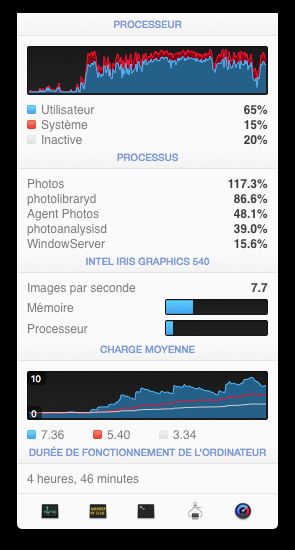 PROCESSEUR
Utilisateur 65%
Système 15%
Inactive 20%
PROCESSUS
Photos 117.3%
photolibraryd 86.6%
Agent Photos 48.1%
photoanalysisd 39.0%
WindowServer 15.6%
INTEL IRIS GRAPHICS 540
Images par seconde 7.7
Mémoire
Processeur
CHARGE MOYENNE
10
0
7.36 5.40 3.34
DURÉE DE FONCTIONNEMENT DE L'ORDINATEUR
4 heures, 46 minutes